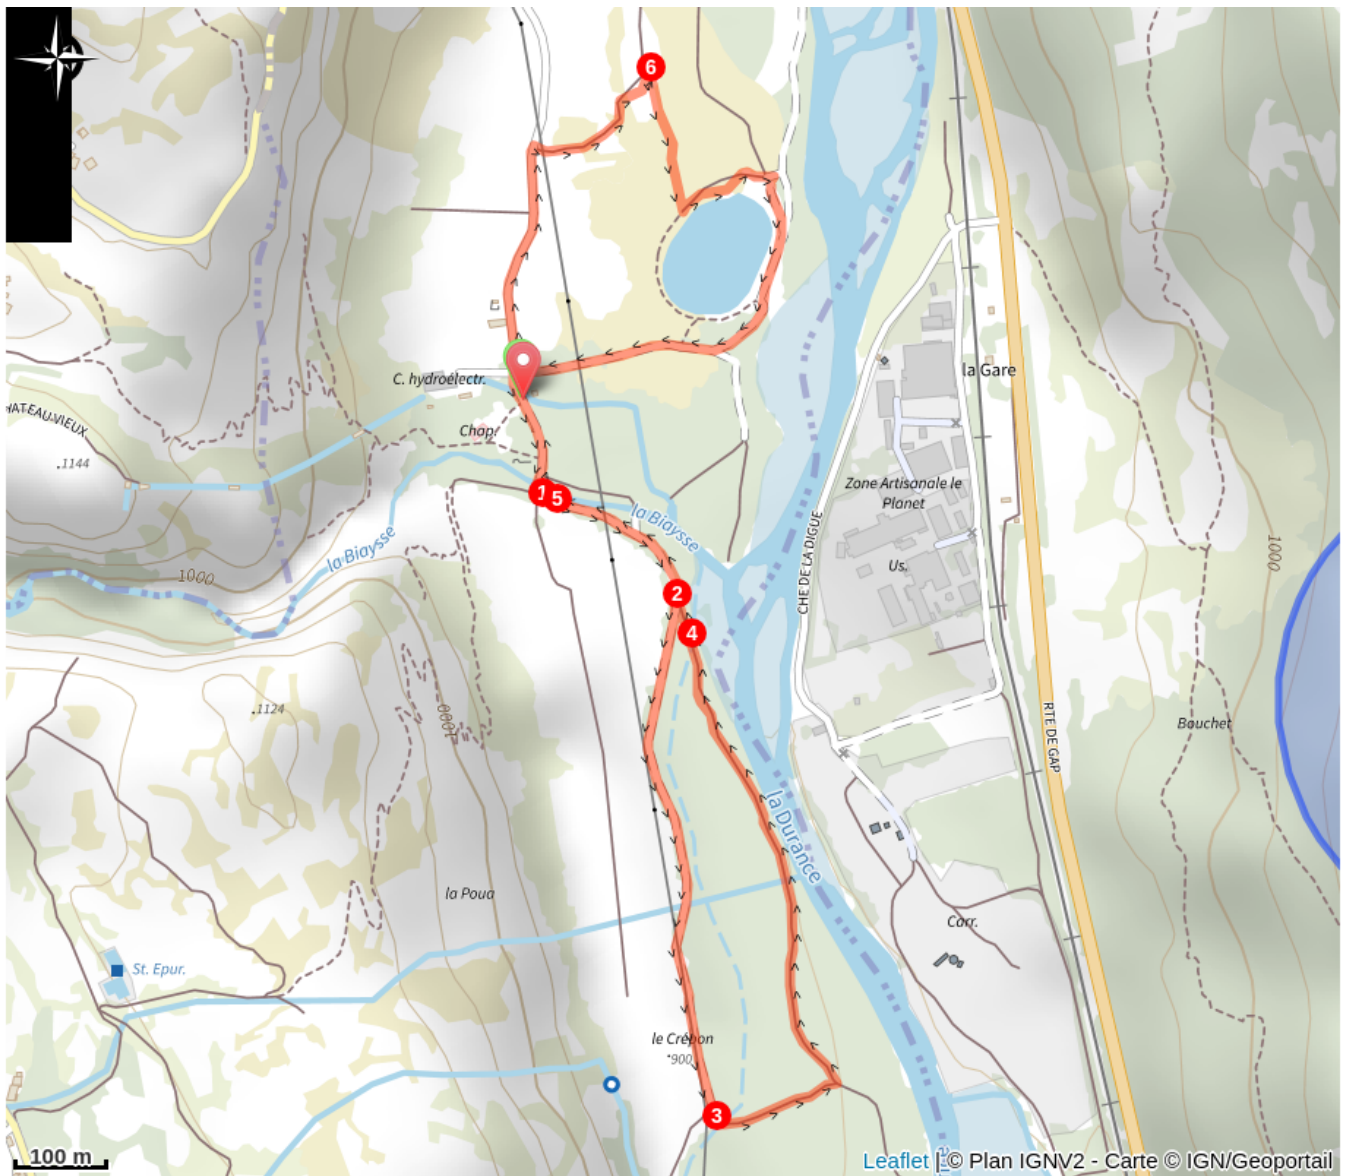 6
C. hydroélectr.
la Gare
HATEAU-VIEUX
Chap.
.1144
1
5
Zone Artisanale le
Planet
la Biaysse
la Biaysse
CHE DE LA DIGUE
1000
1000
Us.
2
4
.1124
1000
RTE DE GAP
Bouchet
la Durance
la Poua
Carr.
St. Epur.
le Crépon
900
3
100 m
Leaflet | © Plan IGNV2 - Carte © IGN/Geoportail